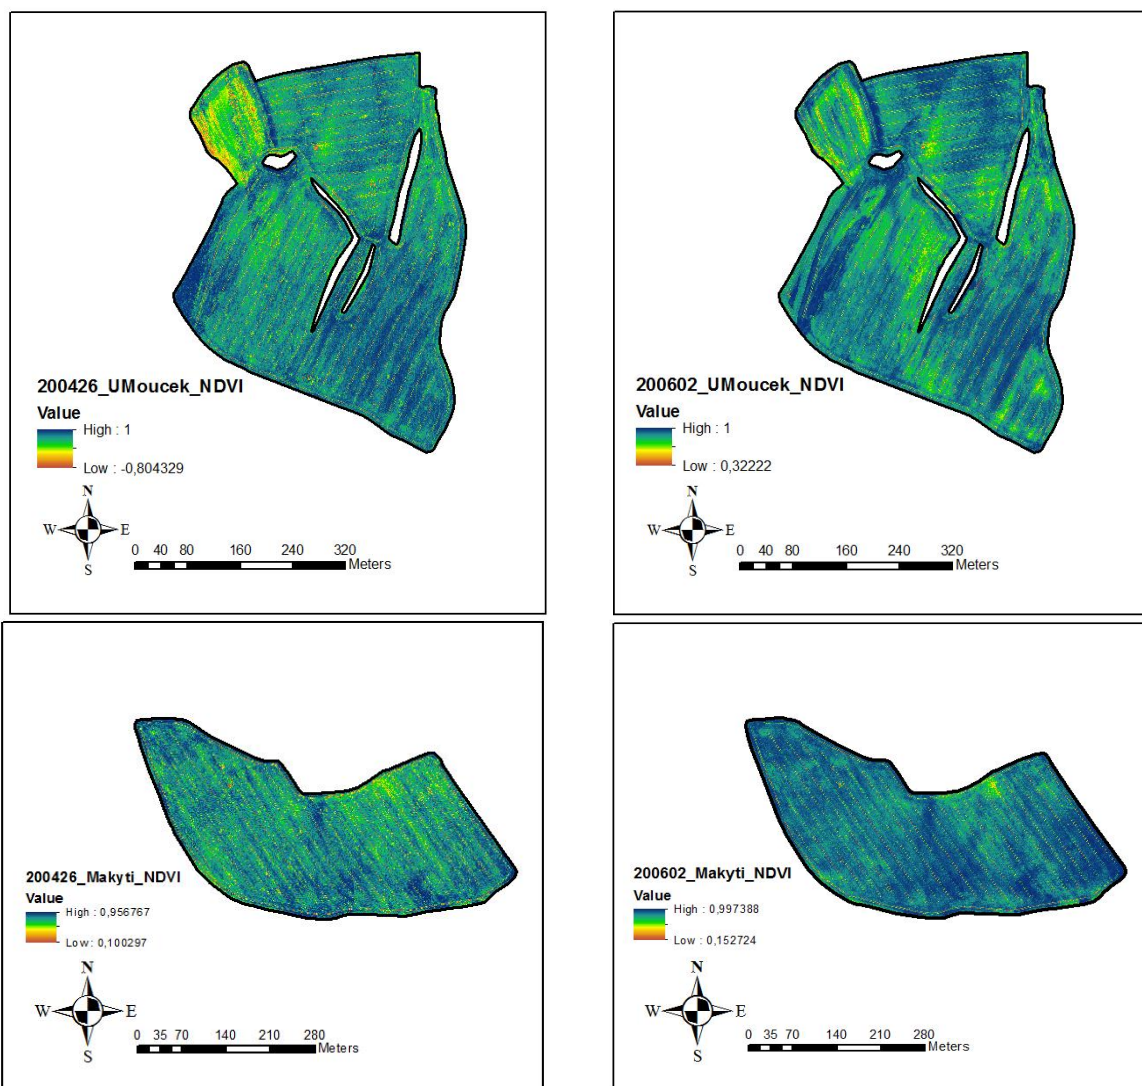 200426_UMoucek_NDVI
Value
High : 1
Low : -0,804329
N
W E
S
0 40 80 160 240 320
Meters
200602_UMoucek_NDVI
Value
High : 1
Low : 0,32222
N
W E
S
0 40 80 160 240 320
Meters
200426_Makyti_NDVI
Value
High : 0,956767
Low : 0,100297
N
W E
S
0 35 70 140 210 280
Meters
200602_Makyti_NDVI
Value
High : 0,997388
Low : 0,152724
N
W E
S
0 35 70 140 210 280
Meters